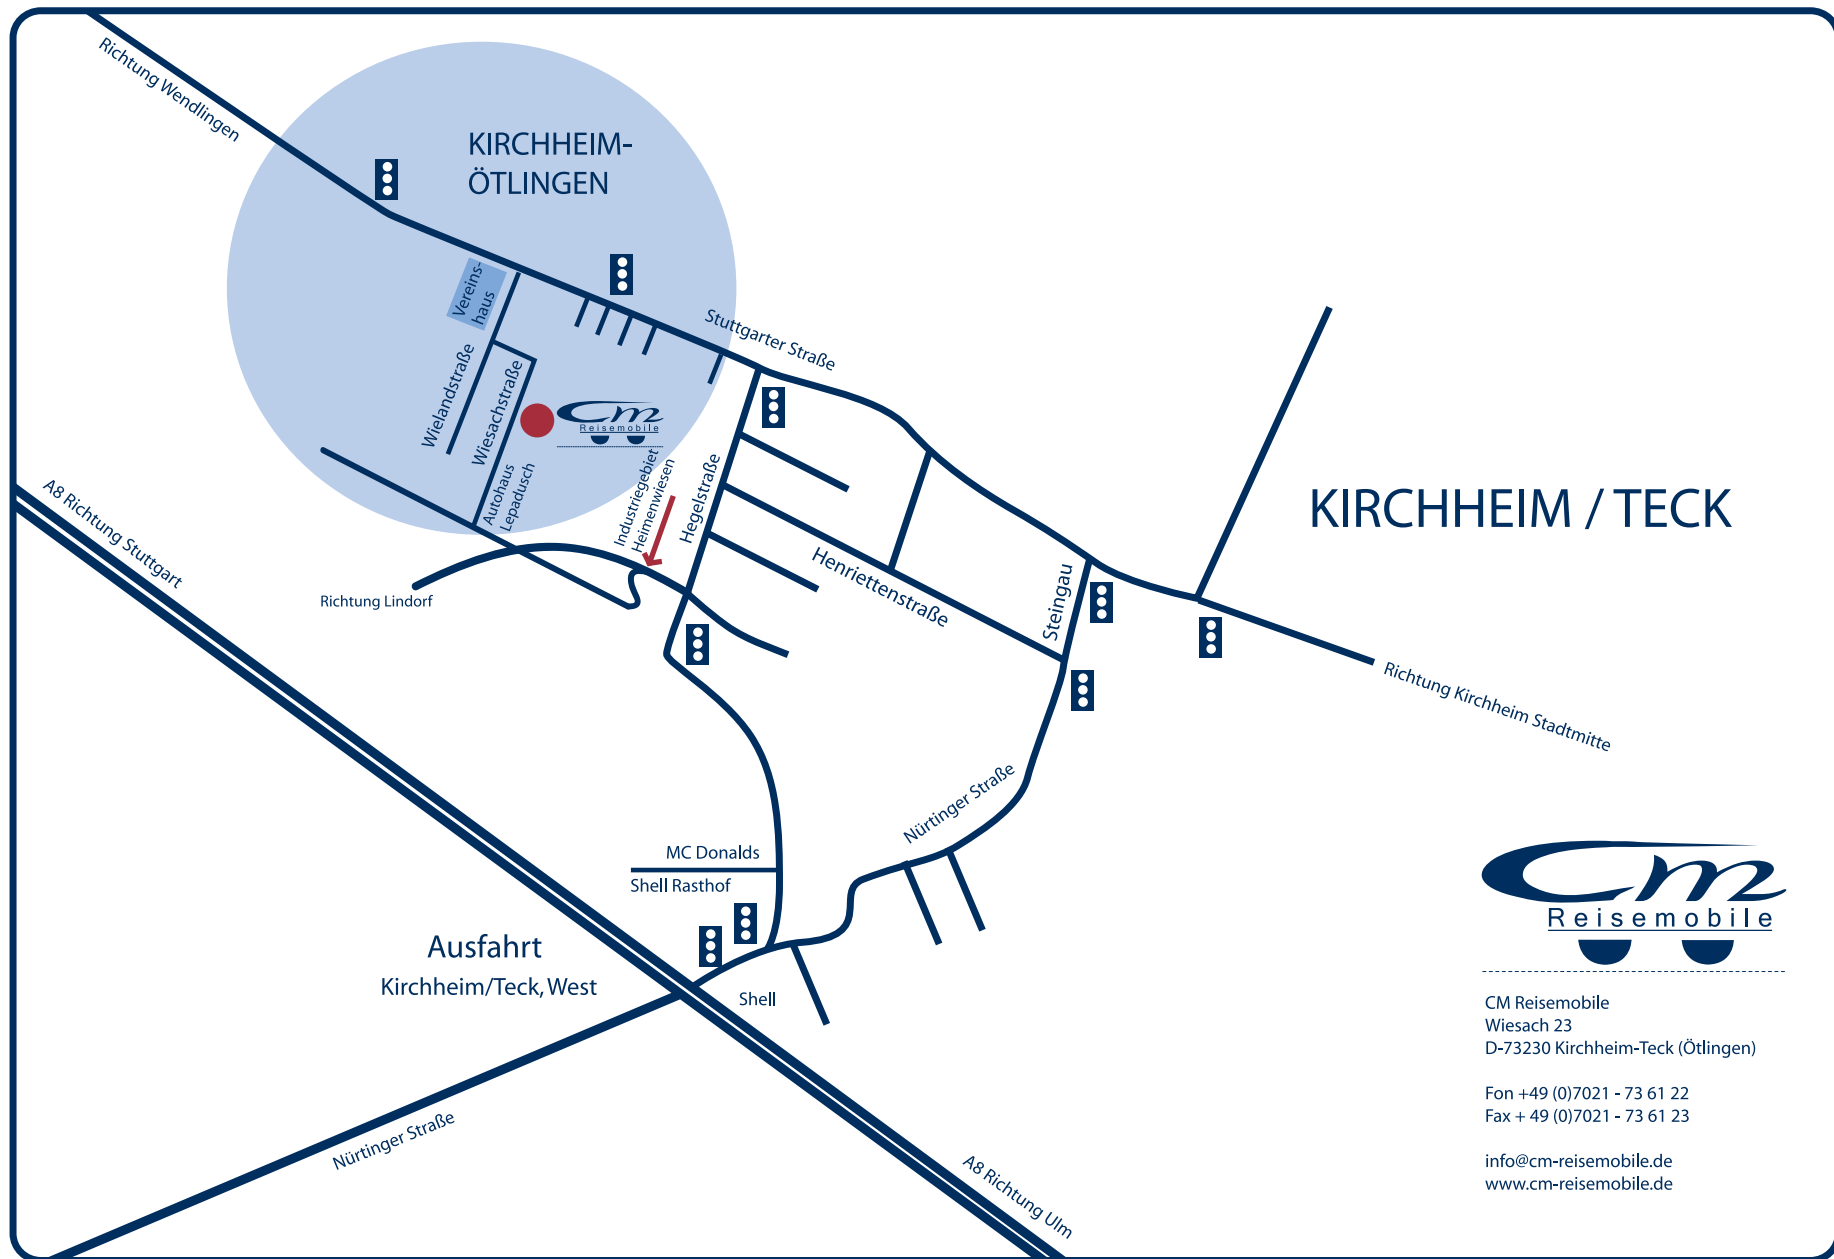 Richtung Wendlingen
KIRCHHEIM-
ÖTLINGEN
Vereins-
haus
Stuttgarter Straße
Wielandstraße
Wiesachstraße
cm
Reisemobile
Autohaus
Lepadusch
Industriegebiet
Heimenwiesen
Hegelstraße
A8 Richtung Stuttgart
Richtung Lindorf
Henriettenstraße
Steingau
KIRCHHEIM / TECK
Richtung Kirchheim Stadtmitte
Nürtinger Straße
MC Donalds
Shell Rasthof
Ausfahrt
Kirchheim/Teck, West
Shell
Nürtinger Straße
A8 Richtung Ulm
cm
Reisemobile
CM Reisemobile
Wiesach 23
D-73230 Kirchheim-Teck (Ötlingen)
Fon +49 (0)7021 - 73 61 22
Fax + 49 (0)7021 - 73 61 23
info@cm-reisemobile.de
www.cm-reisemobile.de